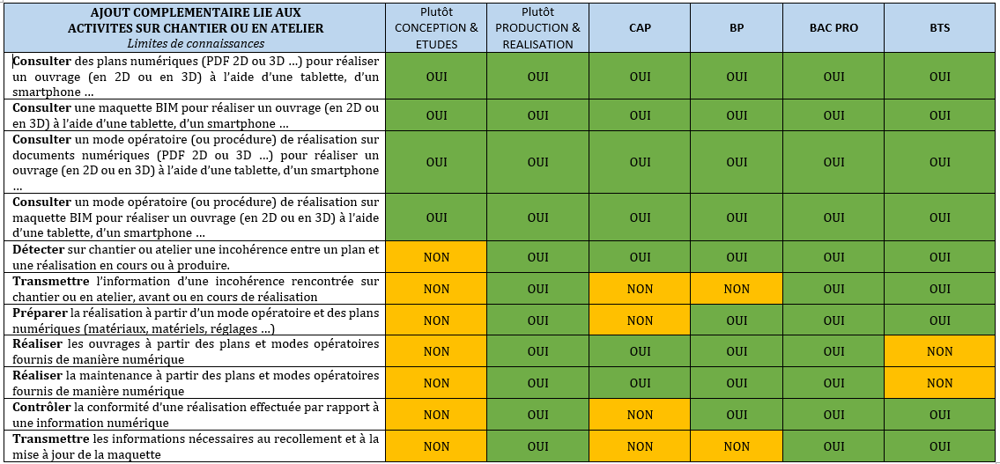 AJOUT COMPLEMENTAIRE LIE AUX
ACTIVITES SUR CHANTIER OU EN ATELIER
Limites de connaissances
Plutôt
CONCEPTION &
ETUDES
Plutôt
PRODUCTION &
REALISATION
CAP
BP
BAC PRO
BTS
Consulter des plans numériques (PDF 2D ou 3D …) pour réaliser
un ouvrage (en 2D ou en 3D) à l'aide d'une tablette, d'un
smartphone …
OUI OUI OUI OUI OUI OUI
Consulter une maquette BIM pour réaliser un ouvrage (en 2D ou
en 3D) à l'aide d'une tablette, d'un smartphone …
OUI OUI OUI OUI OUI OUI
Consulter un mode opératoire (ou procédure) de réalisation sur
documents numériques (PDF 2D ou 3D …) pour réaliser un
ouvrage (en 2D ou en 3D) à l'aide d'une tablette, d'un smartphone
…
OUI OUI OUI OUI OUI OUI
Consulter un mode opératoire (ou procédure) de réalisation sur
maquette BIM pour réaliser un ouvrage (en 2D ou en 3D) à l'aide
d'une tablette, d'un smartphone …
OUI OUI OUI OUI OUI OUI
Détecter sur chantier ou atelier une incohérence entre un plan et
une réalisation en cours ou à produire.
NON OUI OUI OUI OUI OUI
Transmettre l'information d'une incohérence rencontrée sur
chantier ou en atelier, avant ou en cours de réalisation
NON OUI NON NON OUI OUI
Préparer la réalisation à partir d'un mode opératoire et des plans
numériques (matériaux, matériels, réglages …)
NON OUI NON OUI OUI OUI
Réaliser les ouvrages à partir des plans et modes opératoires
fournis de manière numérique
NON OUI OUI OUI OUI NON
Réaliser la maintenance à partir des plans et modes opératoires
fournis de manière numérique
NON OUI OUI OUI OUI NON
Contrôler la conformité d'une réalisation effectuée par rapport à
une information numérique
NON OUI NON OUI OUI OUI
Transmettre les informations nécessaires au recollement et à la
mise à jour de la maquette
NON OUI NON NON OUI OUI